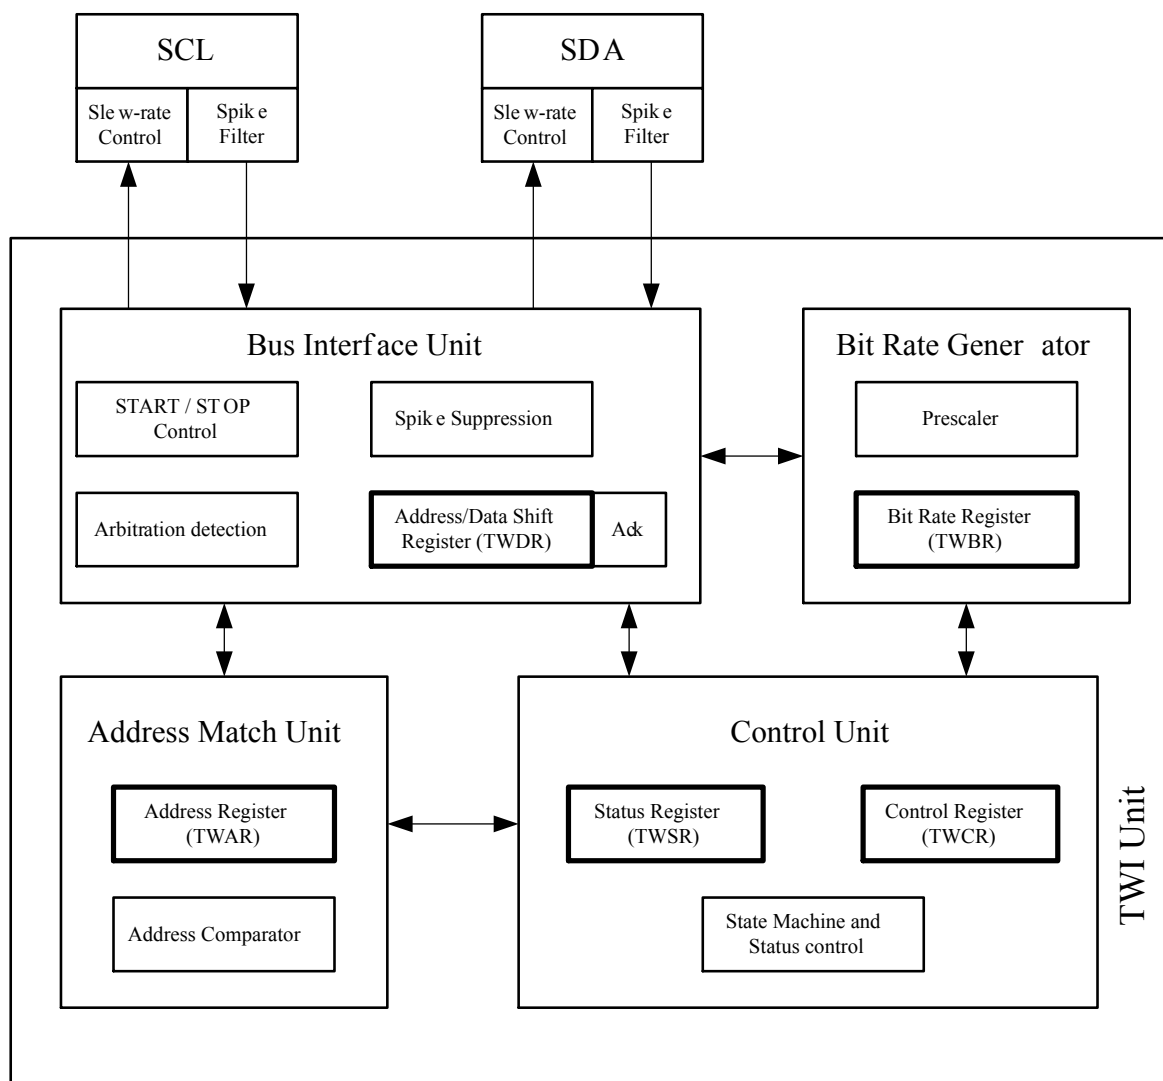 SCL
Slew-rate
Control
Spike
Filter
SDA
Slew-rate
Control
Spike
Filter
Bus Interface Unit
START / STOP
Control
Spike Suppression
Arbitration detection
Address/Data Shift
Register (TWDR)
Ack
Bit Rate Generator
Prescaler
Bit Rate Register
(TWBR)
Address Match Unit
Address Register
(TWAR)
Address Comparator
Control Unit
Status Register
(TWSR)
Control Register
(TWCR)
State Machine and
Status control
TWI Unit